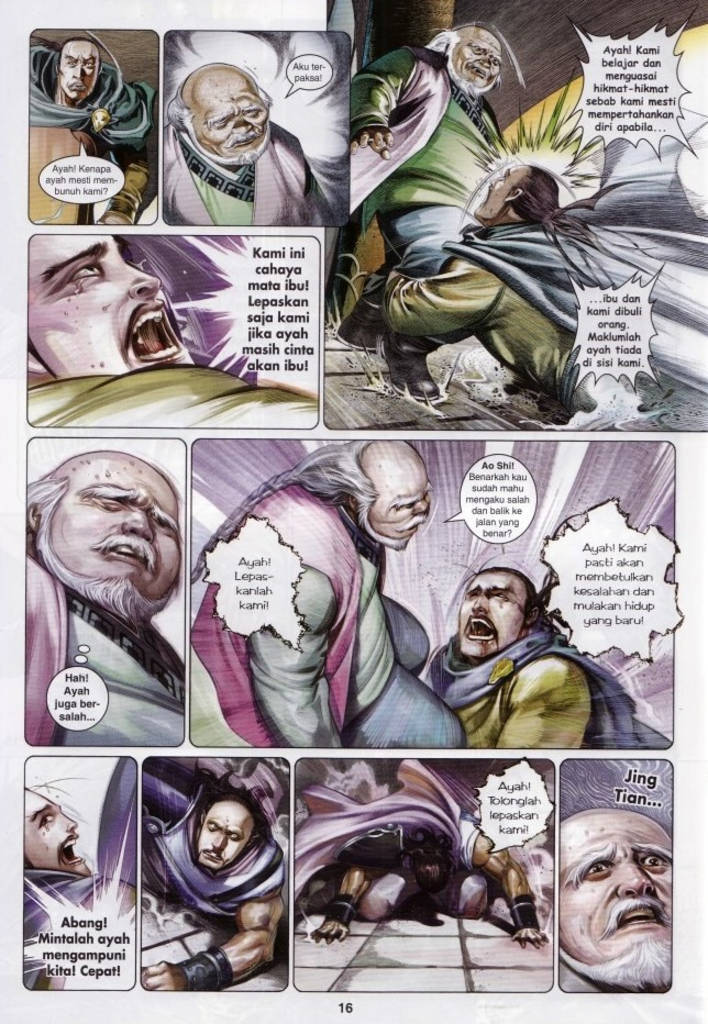 Ayah! Kenapa
ayah mesti mem-
bunuh kami?
Aku ter-
paksa!
Ayah! Kami
belajar dan
menguasai
hikmat-hikmat
sebab kami mesti
mempertahankan
diri apabila...
...ibu dan
kami dibuli
orang.
Maklumlah
ayah tiada
di sisi kami.
Kami ini
cahaya
mata ibu!
Lepaskan
saja kami
jika ayah
masih cinta
akan ibu!
Hah!
Ayah
juga ber-
salah...
Ayah!
Lepas-
kanlah
kami!
Ao Shi!
Benarkah kau
sudah mahu
mengaku salah
dan balik ke
jalan yang
benar?
Ayah! Kami
pasti akan
membetulkan
kesalahan dan
mulakan hidup
yang baru!
Abang!
Mintalah ayah
mengampuni
kita! Cepat!
Ayah!
Tolonglah
lepaskan
kami!
Jing
Tian...
16